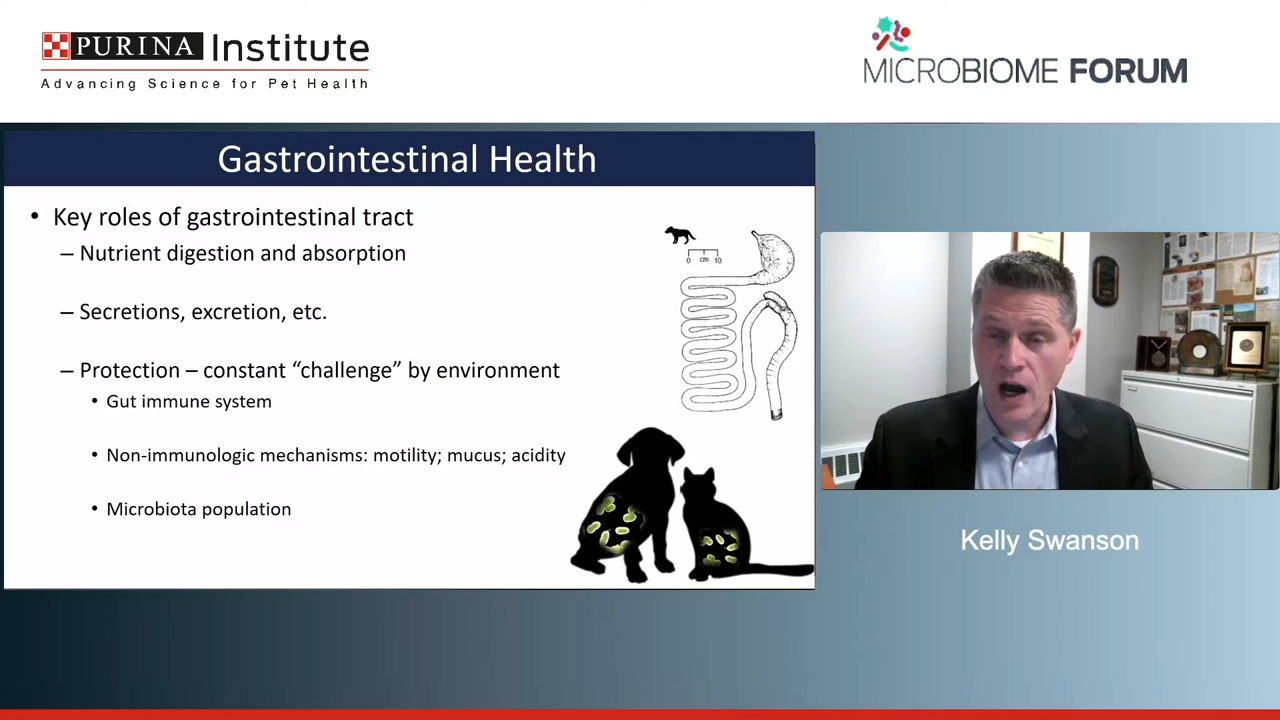 PURINA Institute
Advancing Science for Pet Health
MICROBIOME FORUM
Gastrointestinal Health
• Key roles of gastrointestinal tract
– Nutrient digestion and absorption
– Secretions, excretion, etc.
– Protection – constant “challenge” by environment
• Gut immune system
• Non-immunologic mechanisms: motility; mucus; acidity
• Microbiota population
0 cm 10
Kelly Swanson